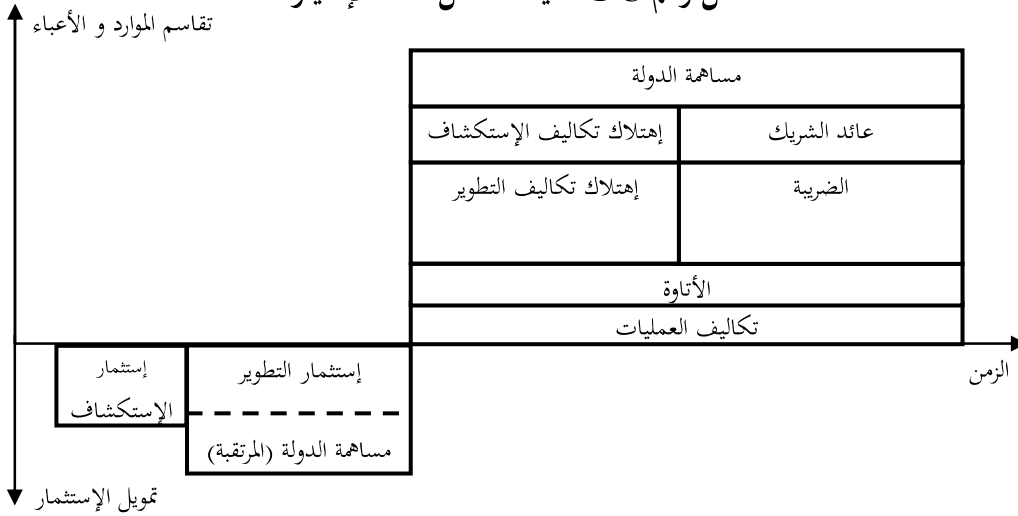 تقاسم الموارد و الأعباء
مساهمة الدولة
إهتلاك تكاليف الإستكشاف
عائد الشريك
إهتلاك تكاليف التطوير
الضريبة
الأتاوة
تكاليف العمليات
الزمن
إستثمار
الإستكشاف
إستثمار التطوير
مساهمة الدولة (المرتقبة)
تمويل الإستثمار